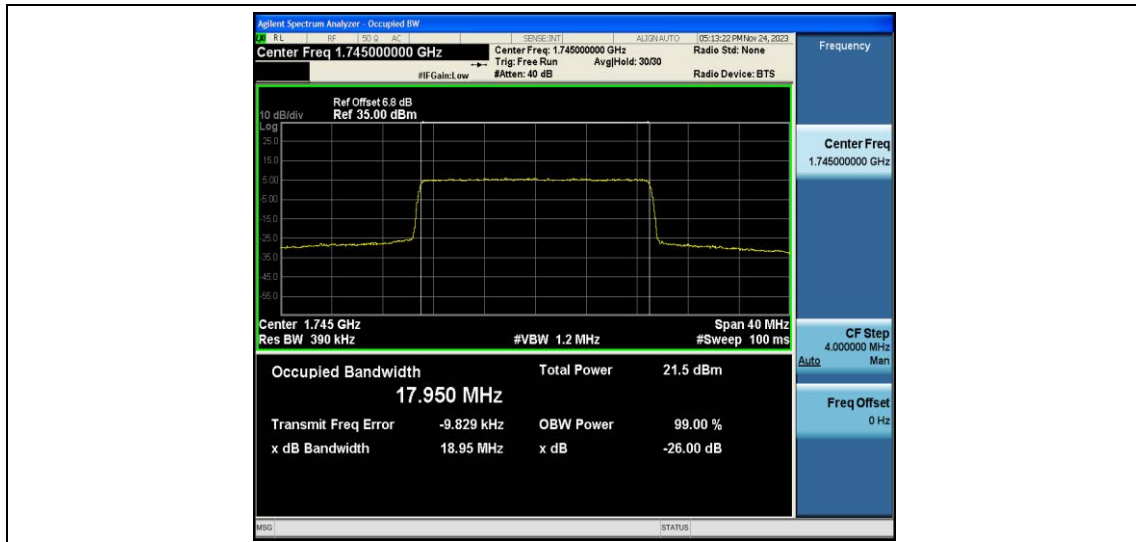 Agilent Spectrum Analyzer - Occupied BW
RL RF 50 Ω AC SENSE:INT ALIGN AUTO 05:13:22 PM Nov 24, 2023
Center Freq 1.745000000 GHz
Center Freq: 1.745000000 GHz Radio Std: None
Trig: Free Run Avg|Hold: 30/30
#IFGain:Low #Atten: 40 dB Radio Device: BTS
Ref Offset 6.8 dB
10 dB/div Ref 35.00 dBm
Log
25.0
15.0
5.00
-5.00
-15.0
-25.0
-35.0
-45.0
-55.0
Center 1.745 GHz Span 40 MHz
Res BW 390 kHz #VBW 1.2 MHz #Sweep 100 ms
Occupied Bandwidth Total Power 21.5 dBm
17.950 MHz
Transmit Freq Error -9.829 kHz OBW Power 99.00 %
x dB Bandwidth 18.95 MHz x dB -26.00 dB
MSG STATUS
Frequency
Center Freq
1.745000000 GHz
CF Step
4.000000 MHz
Auto Man
Freq Offset
0 Hz